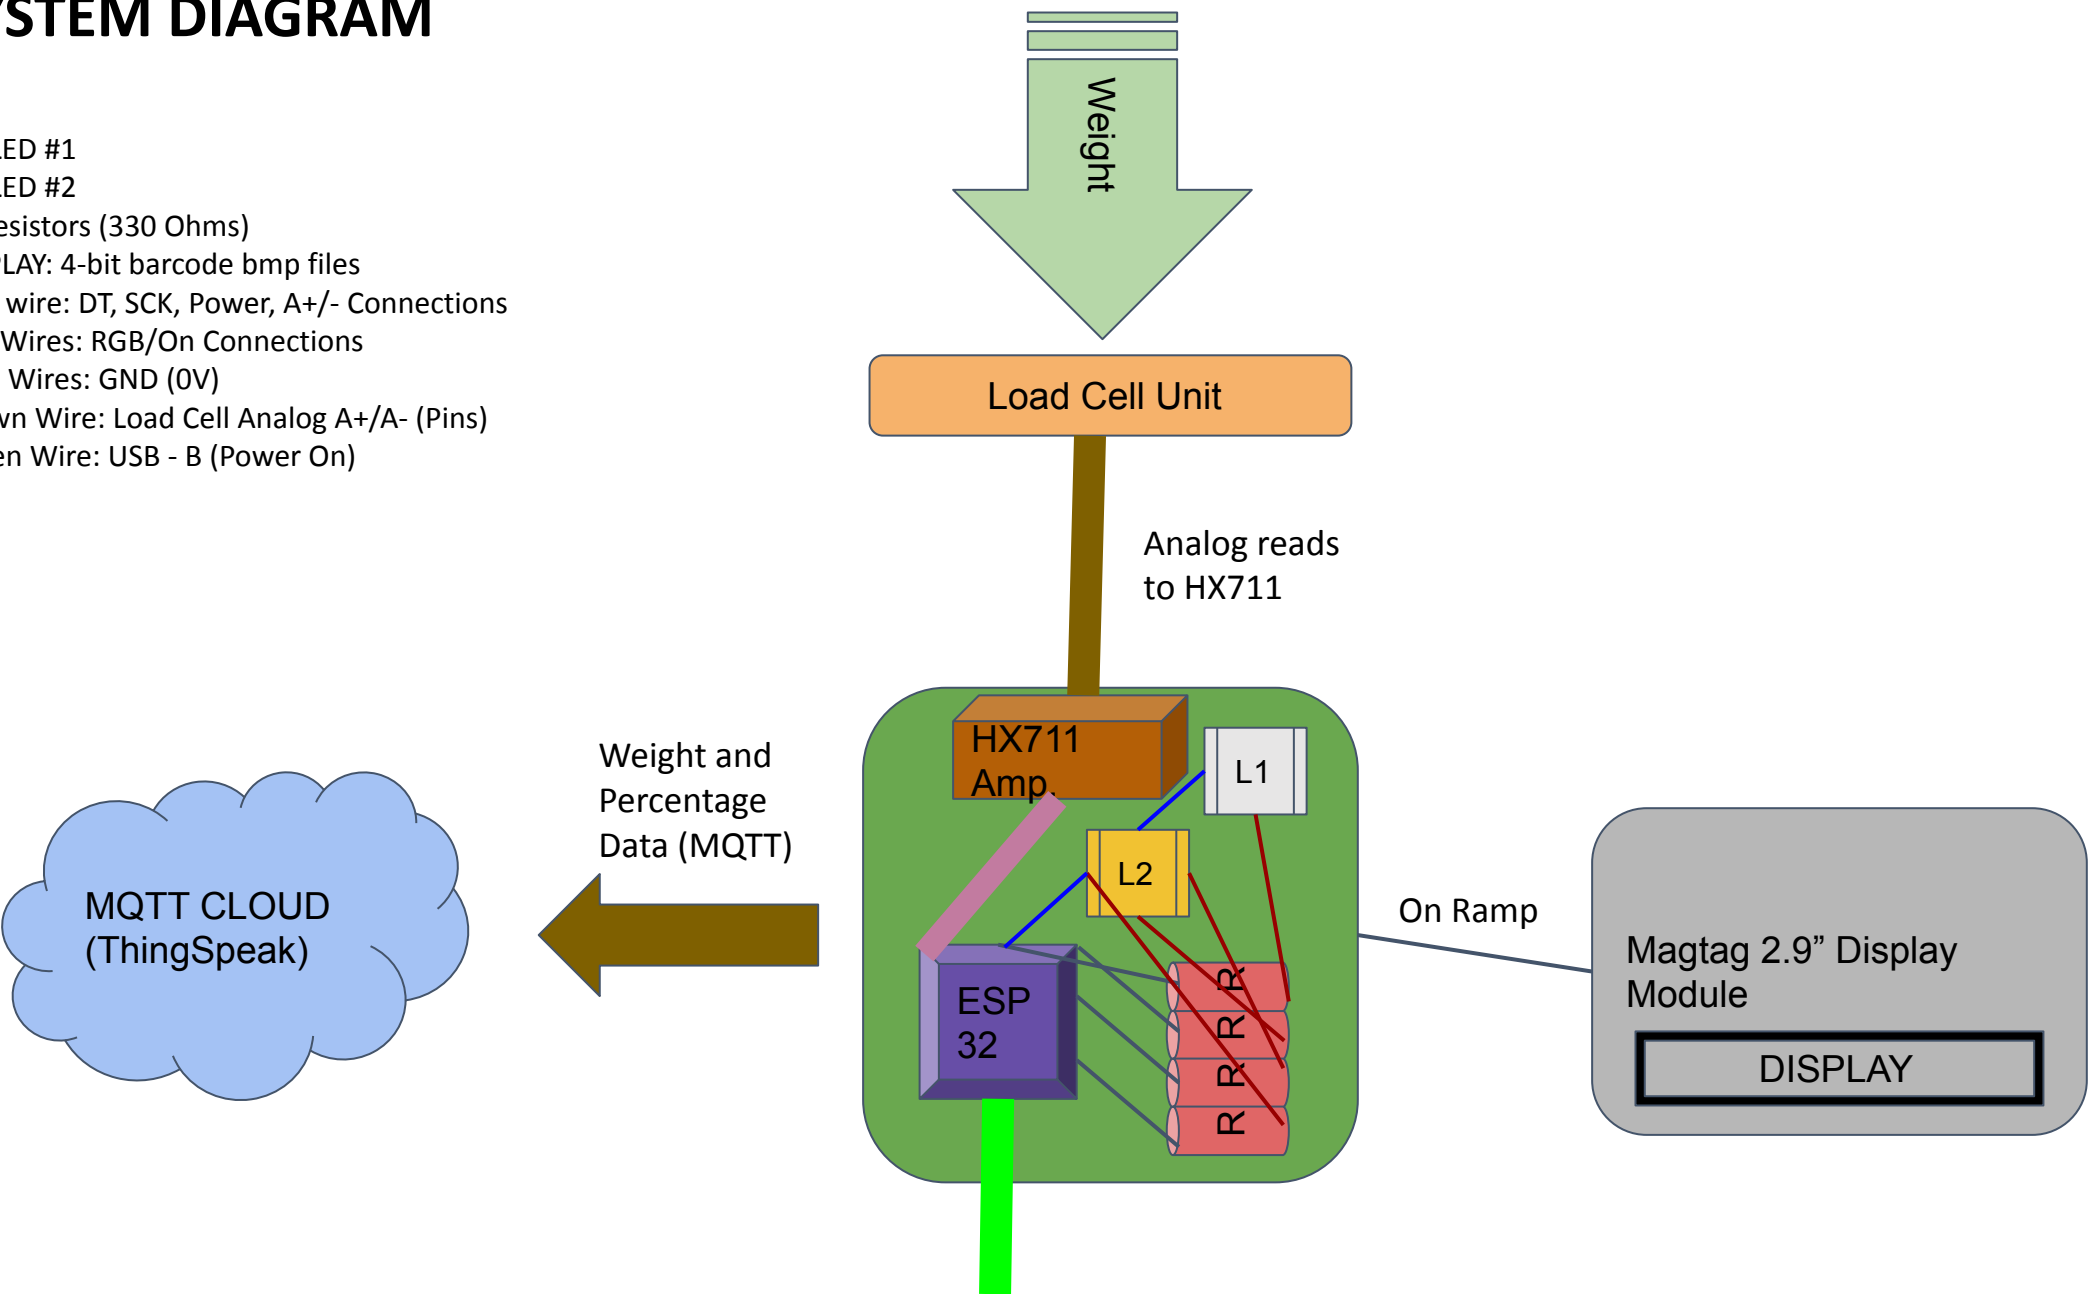 YSTEM DIAGRAM
LED #1
LED #2
esistors (330 Ohms)
PLAY: 4-bit barcode bmp files
wire: DT, SCK, Power, A+/- Connections
Wires: RGB/On Connections
Wires: GND (0V)
wn Wire: Load Cell Analog A+/A- (Pins)
en Wire: USB - B (Power On)
Weight
Load Cell Unit
Analog reads
to HX711
HX711
Amp.
L1
L2
ESP
32
R
R
R
R
Weight and
Percentage
Data (MQTT)
MQTT CLOUD
(ThingSpeak)
On Ramp
Magtag 2.9” Display
Module
DISPLAY